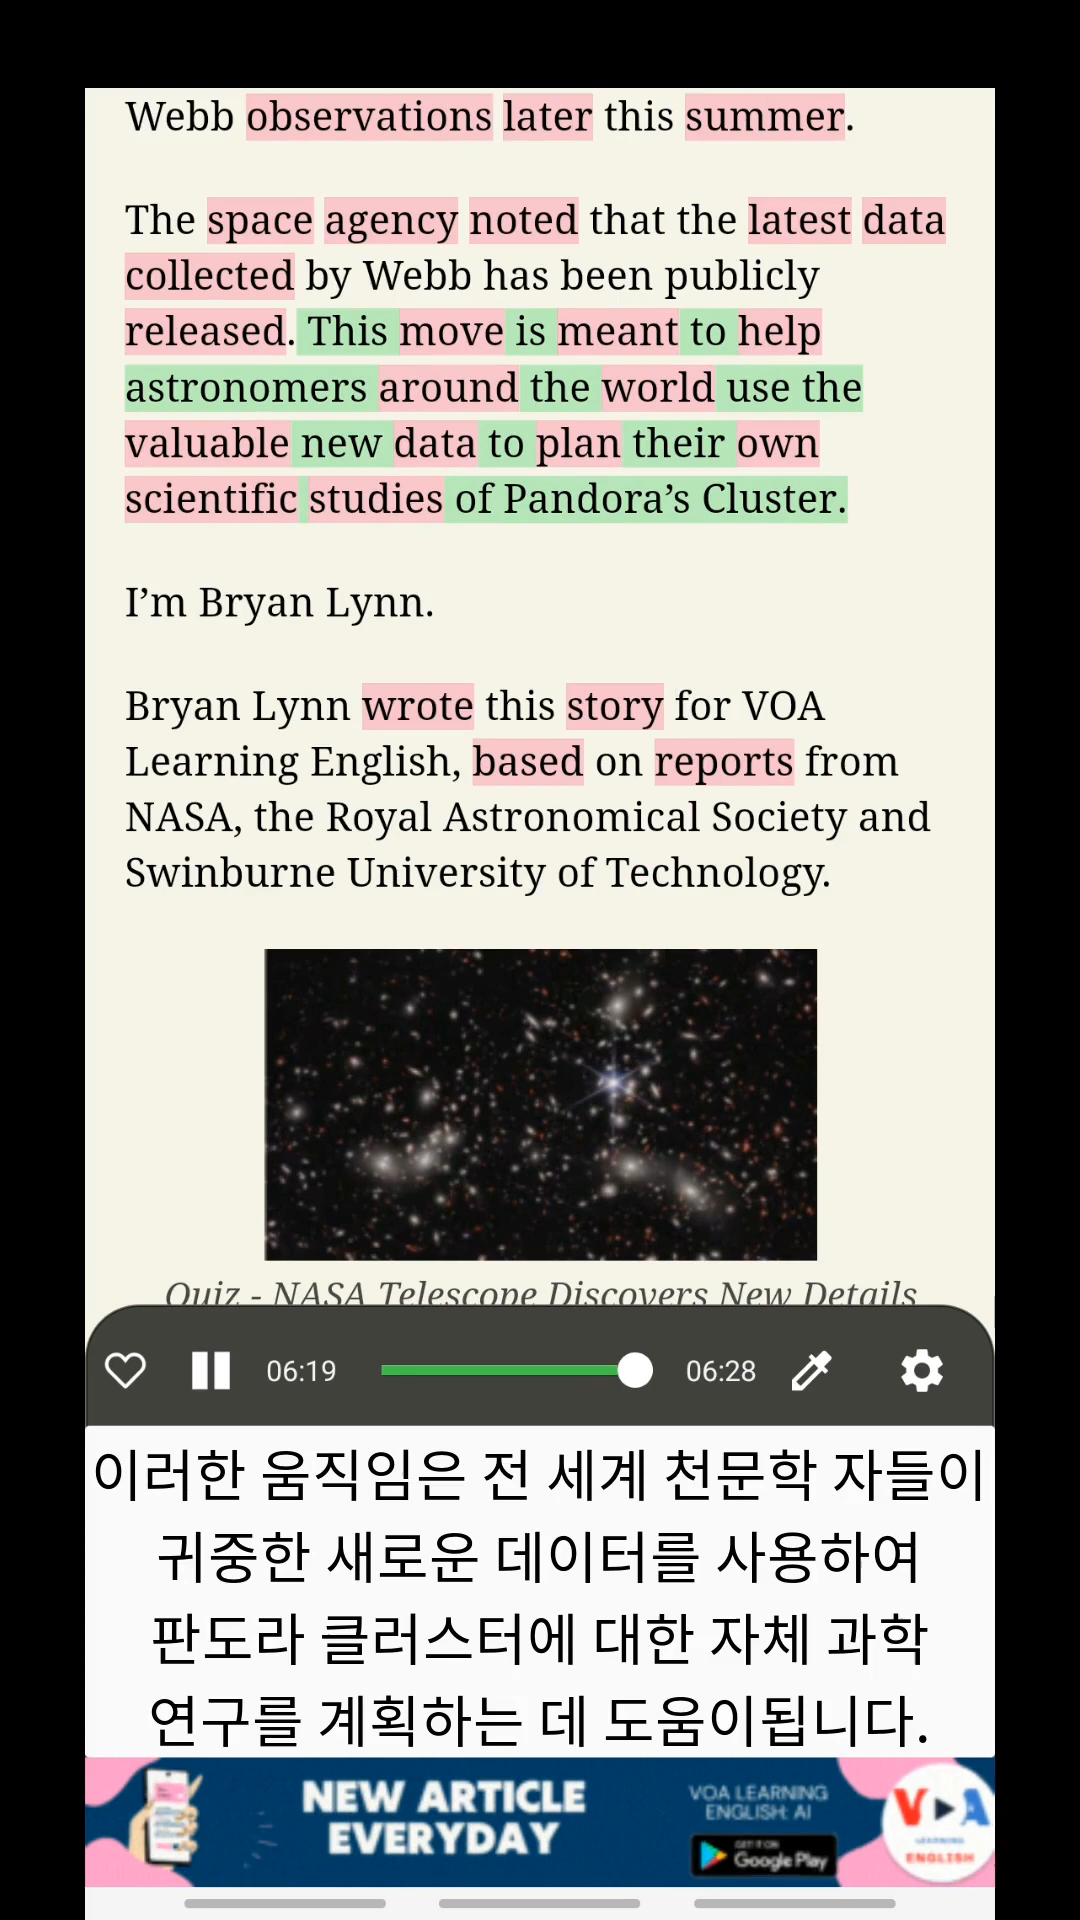 Webb observations later this summer.
The space agency noted that the latest data
collected by Webb has been publicly
released. This move is meant to help
astronomers around the world use the
valuable new data to plan their own
scientific studies of Pandora’s Cluster.
I’m Bryan Lynn.
Bryan Lynn wrote this story for VOA
Learning English, based on reports from
NASA, the Royal Astronomical Society and
Swinburne University of Technology.
Quiz - NASA Telescope Discovers New Details
06:19
06:28
이러한 움직임은 전 세계 천문학 자들이
귀중한 새로운 데이터를 사용하여
판도라 클러스터에 대한 자체 과학
연구를 계획하는 데 도움이됩니다.
NEW ARTICLE
EVERYDAY
VOA LEARNING
ENGLISH: AI
GET IT ON
Google Play
VOA
LEARNING
ENGLISH